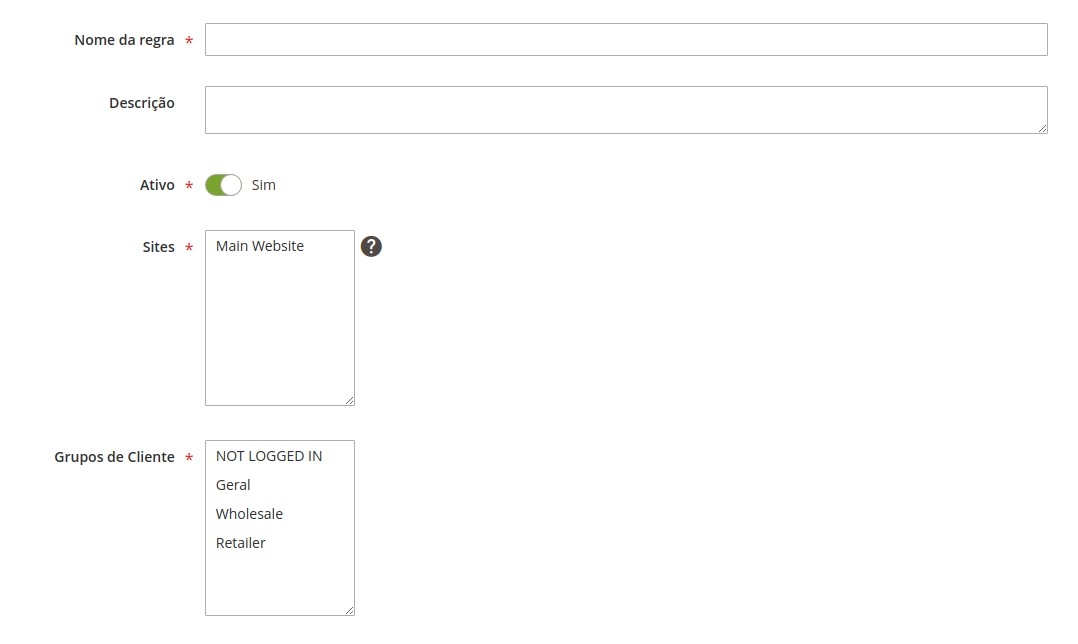 Nome da regra *
Descrição
Ativo * Sim
Sites * Main Website ?
Grupos de Cliente * NOT LOGGED IN
Geral
Wholesale
Retailer